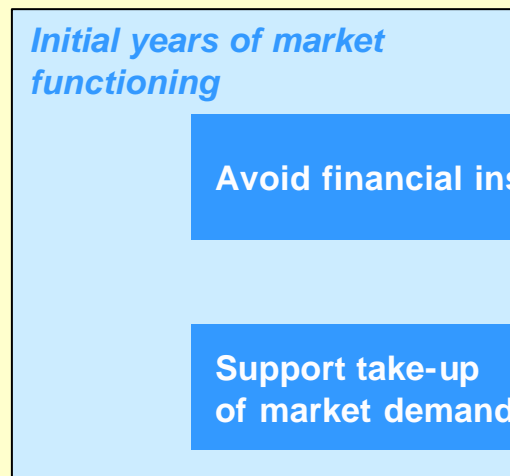 Initial years of market
functioning
Avoid financial
Support take-up
of market demand